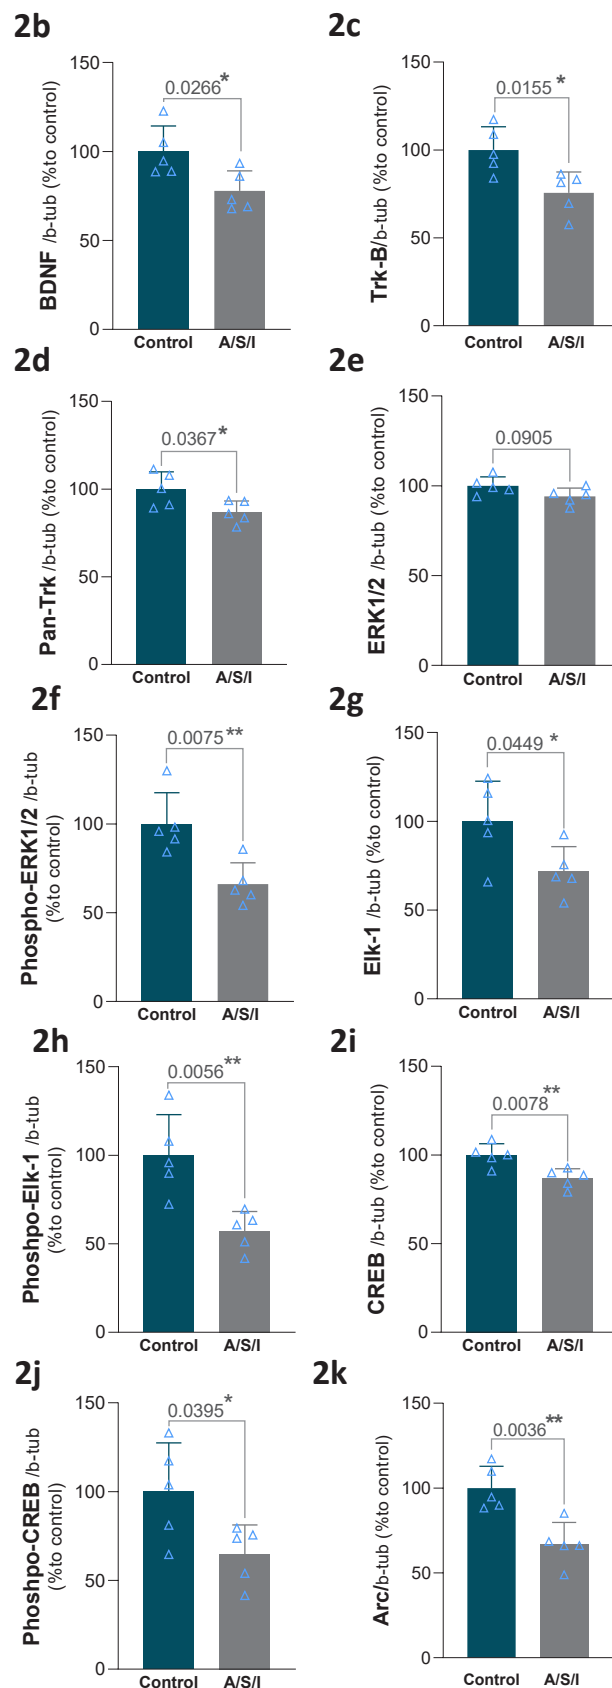 2b
2c
BDNF /b-tub (%to control)
150
100
50
0
0.0266*
Control A/S/I
Trk-B/b-tub (%to control)
150
100
50
0
0.0155 *
Control A/S/I
2d
2e
Pan-Trk /b-tub (%to control)
150
100
50
0
0.0367*
Control A/S/I
ERK1/2 /b-tub (%to control)
150
100
50
0
0.0905
Control A/S/I
2f
2g
Phospho-ERK1/2 /b-tub
(%to control)
150
100
50
0
0.0075**
Control A/S/I
Elk-1 /b-tub (%to control)
150
100
50
0
0.0449 *
Control A/S/I
2h
2i
Phoshpo-Elk-1 /b-tub
(%to control)
150
100
50
0
0.0056 **
Control A/S/I
CREB /b-tub (%to control)
150
100
50
0
0.0078 **
Control A/S/I
2j
2k
Phoshpo-CREB /b-tub
(%to control)
150
100
50
0
0.0395 *
Control A/S/I
Arc/b-tub (%to control)
150
100
50
0
0.0036 **
Control A/S/I